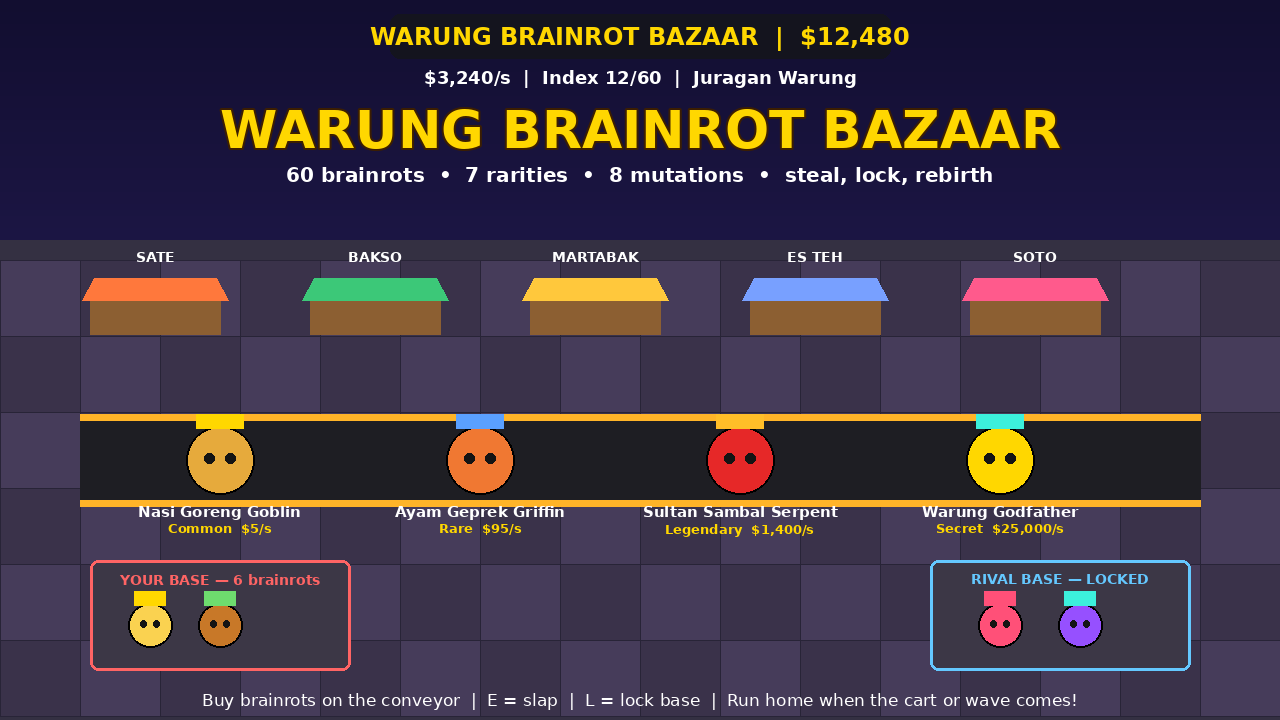 WARUNG BRAINROT BAZAAR | $12,480
$3,240/s | Index 12/60 | Juragan Warung
WARUNG BRAINROT BAZAAR
60 brainrots • 7 rarities • 8 mutations • steal, lock, rebirth
SATE BAKSO MARTABAK ES TEH SOTO
Nasi Goreng Goblin Ayam Geprek Griffin Sultan Sambal Serpent Warung Godfather
Common $5/s Rare $95/s Legendary $1,400/s Secret $25,000/s
YOUR BASE — 6 brainrots RIVAL BASE — LOCKED
Buy brainrots on the conveyor | E = slap | L = lock base | Run home when the cart or wave comes!